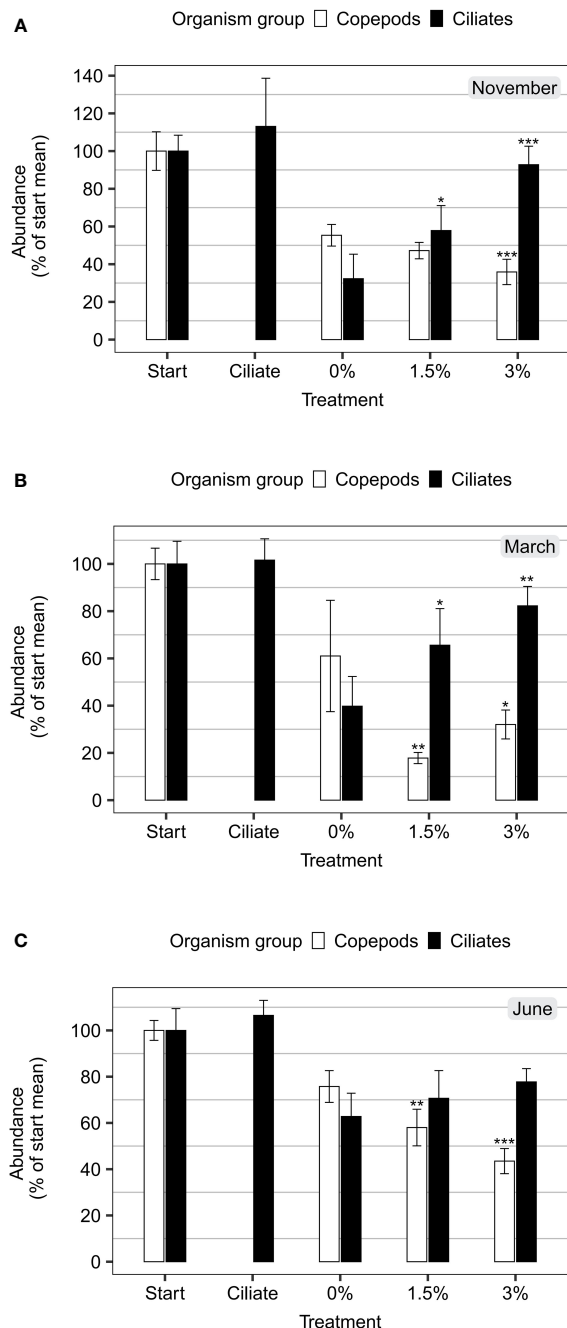 A
Organism group Copepods Ciliates
November
Abundance
(% of start mean)
140
120
100
80
60
40
20
0
*
***
***
Start Ciliate 0% 1.5% 3%
Treatment
B
Organism group Copepods Ciliates
March
Abundance
(% of start mean)
100
80
60
40
20
0
**
*
*
**
Start Ciliate 0% 1.5% 3%
Treatment
C
Organism group Copepods Ciliates
June
Abundance
(% of start mean)
100
80
60
40
20
0
**
***
Start Ciliate 0% 1.5% 3%
Treatment